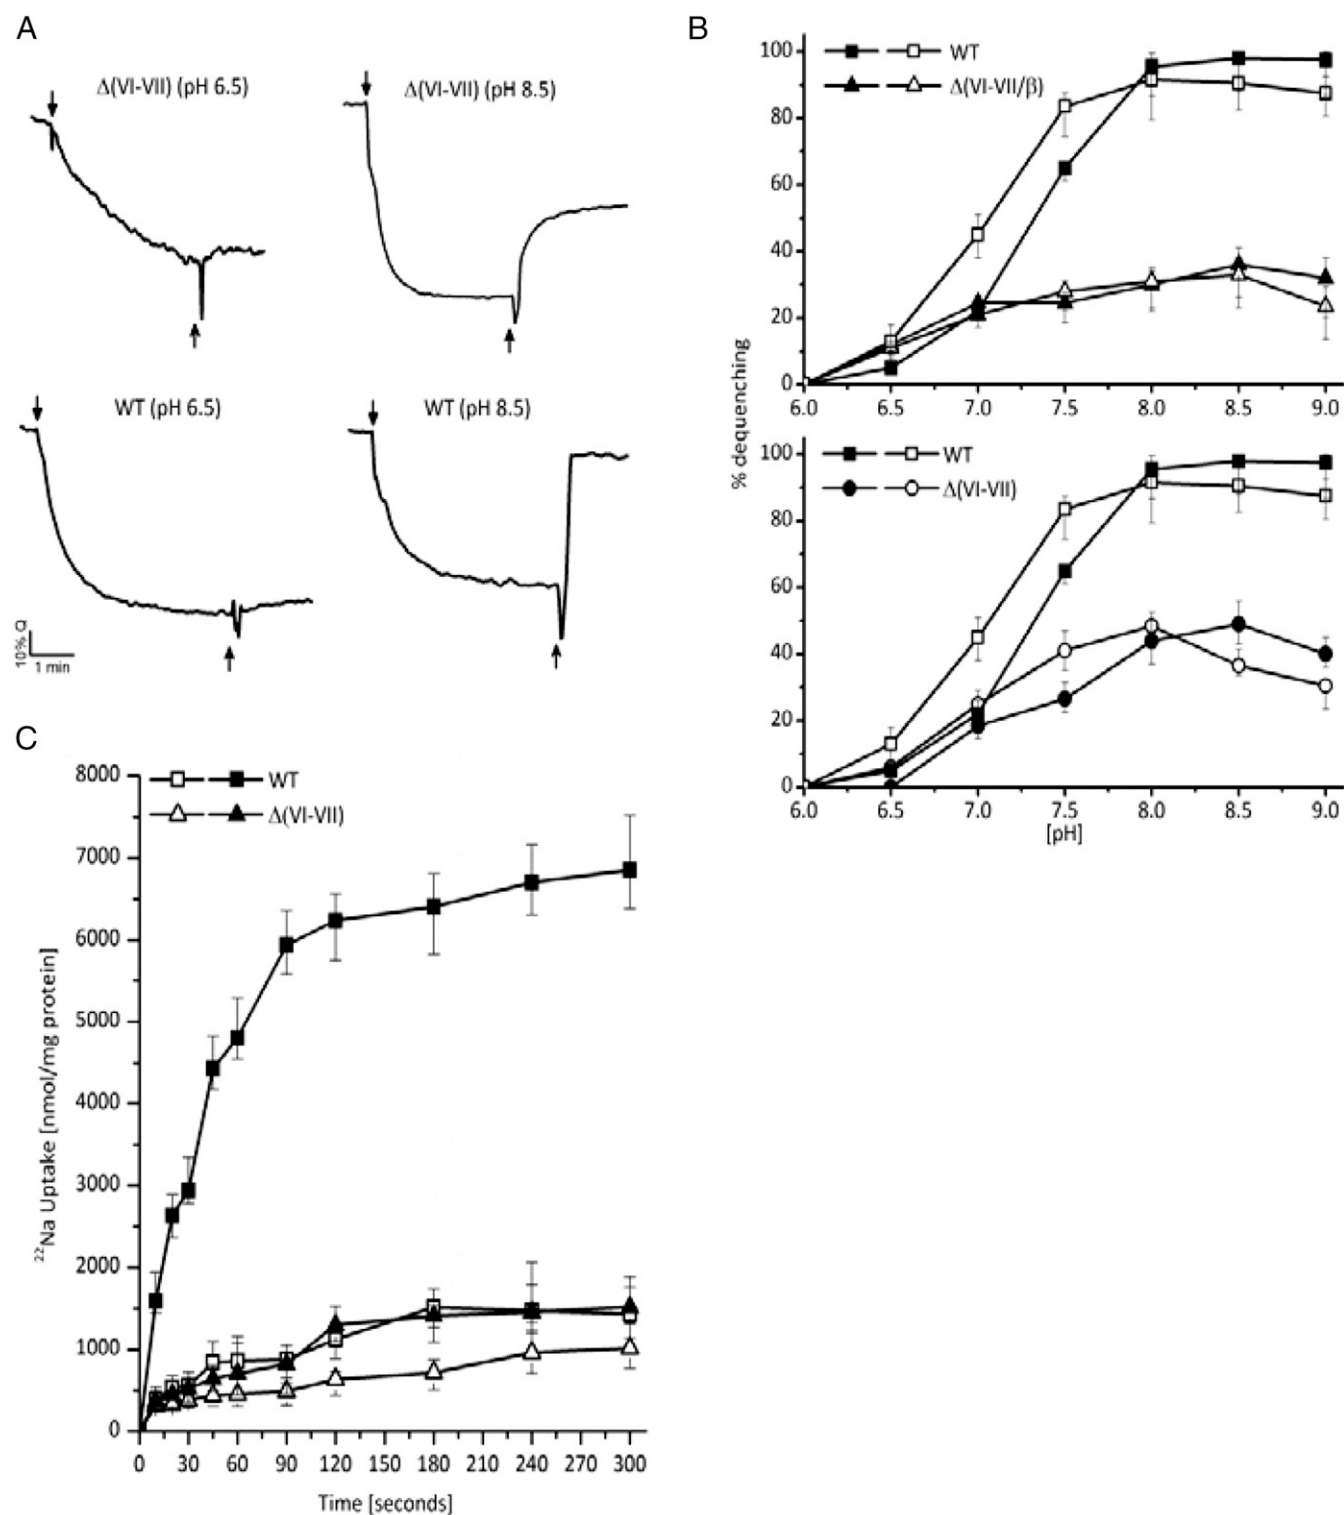 A
Δ(VI-VII) (pH 6.5)
Δ(VI-VII) (pH 8.5)
WT (pH 6.5)
WT (pH 8.5)
10% Q
1 min
B
WT
Δ(VI-VII/β)
100
80
60
40
20
0
6.0 6.5 7.0 7.5 8.0 8.5 9.0
% dequenching
WT
Δ(VI-VII)
100
80
60
40
20
0
6.0 6.5 7.0 7.5 8.0 8.5 9.0
[pH]
C
WT
Δ(VI-VII)
8000
7000
6000
5000
4000
3000
2000
1000
0
²²Na Uptake [nmol/mg protein]
0 30 60 90 120 150 180 210 240 270 300
Time [seconds]